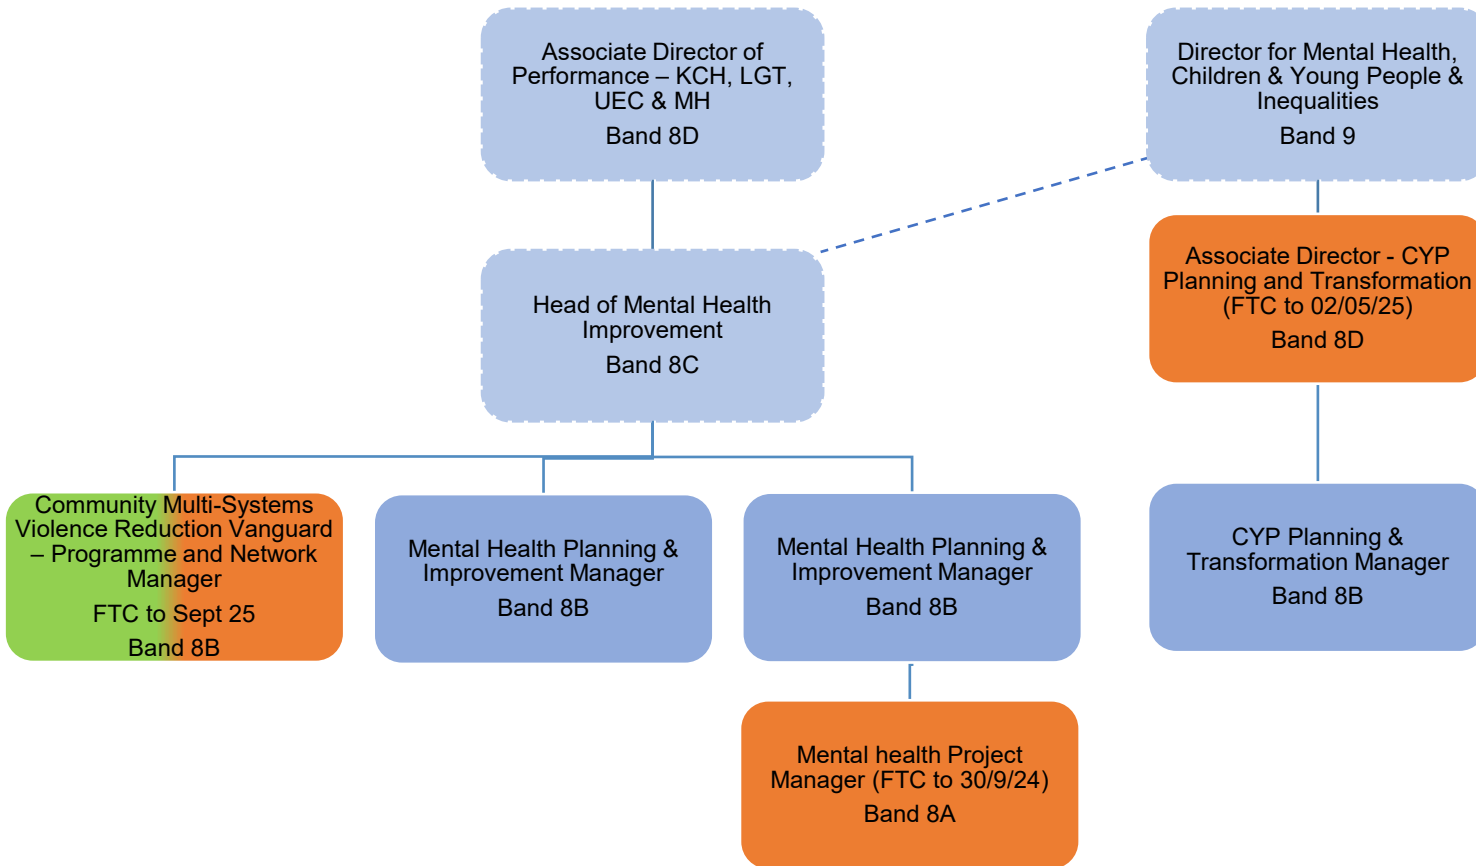 Associate Director of
Performance – KCH, LGT,
UEC & MH
Band 8D
Director for Mental Health,
Children & Young People &
Inequalities
Band 9
Head of Mental Health
Improvement
Band 8C
Associate Director - CYP
Planning and Transformation
(FTC to 02/05/25)
Band 8D
Community Multi-Systems
Violence Reduction Vanguard
– Programme and Network
Manager
FTC to Sept 25
Band 8B
Mental Health Planning &
Improvement Manager
Band 8B
Mental Health Planning &
Improvement Manager
Band 8B
CYP Planning &
Transformation Manager
Band 8B
Mental health Project
Manager (FTC to 30/9/24)
Band 8A